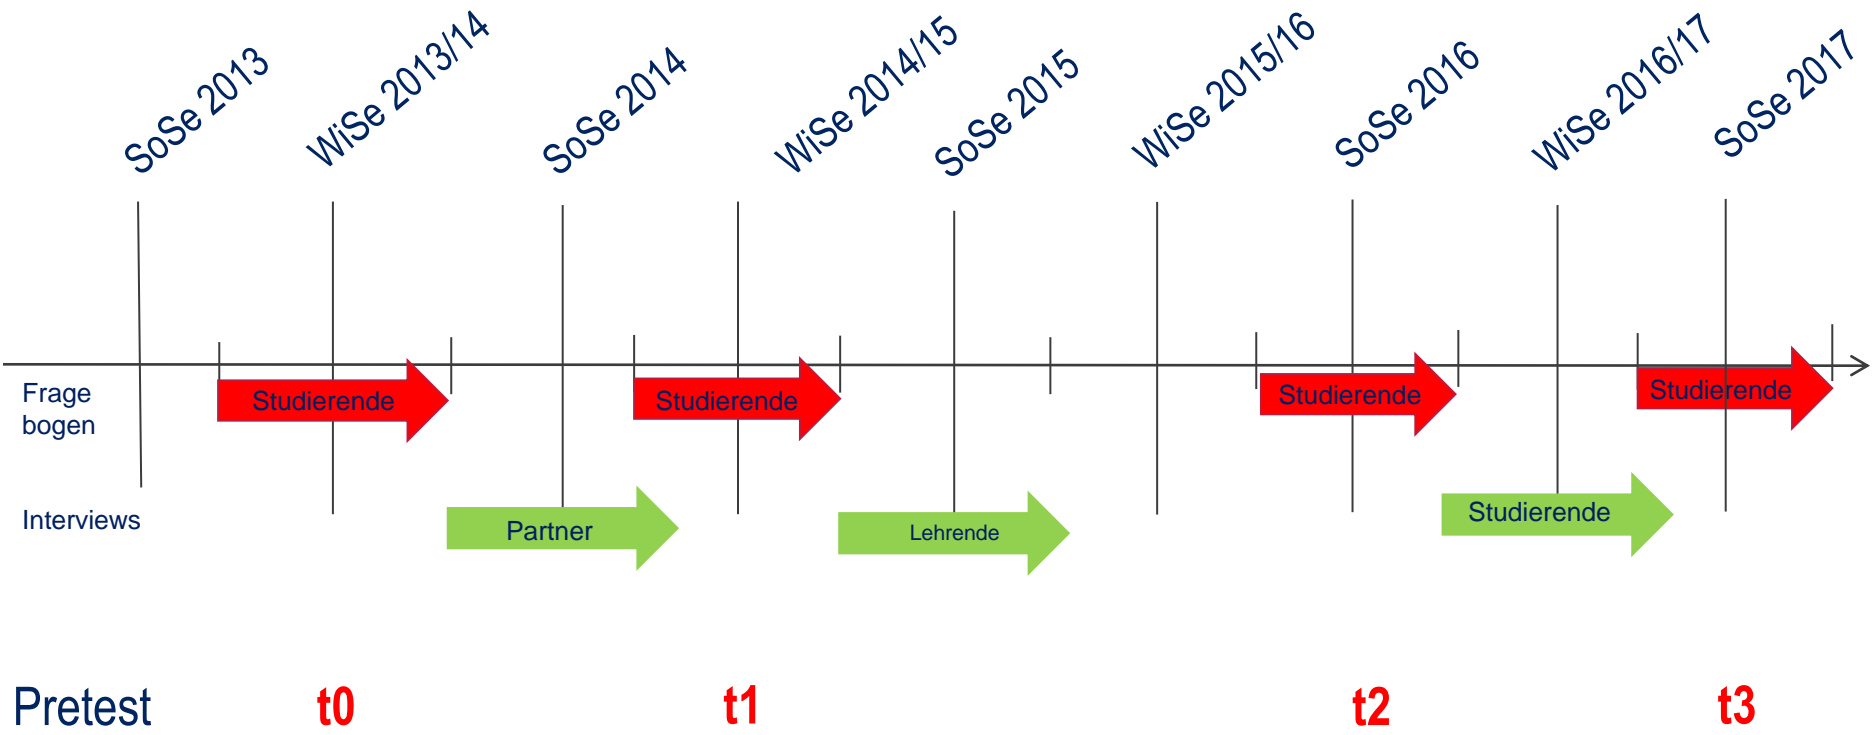 SoSe 2013
WiSe 2013/14
SoSe 2014
WiSe 2014/15
SoSe 2015
WiSe 2015/16
SoSe 2016
WiSe 2016/17
SoSe 2017
Frage
bogen
Studierende
Studierende
Studierende
Studierende
Interviews
Partner
Lehrende
Studierende
Pretest
t0
t1
t2
t3